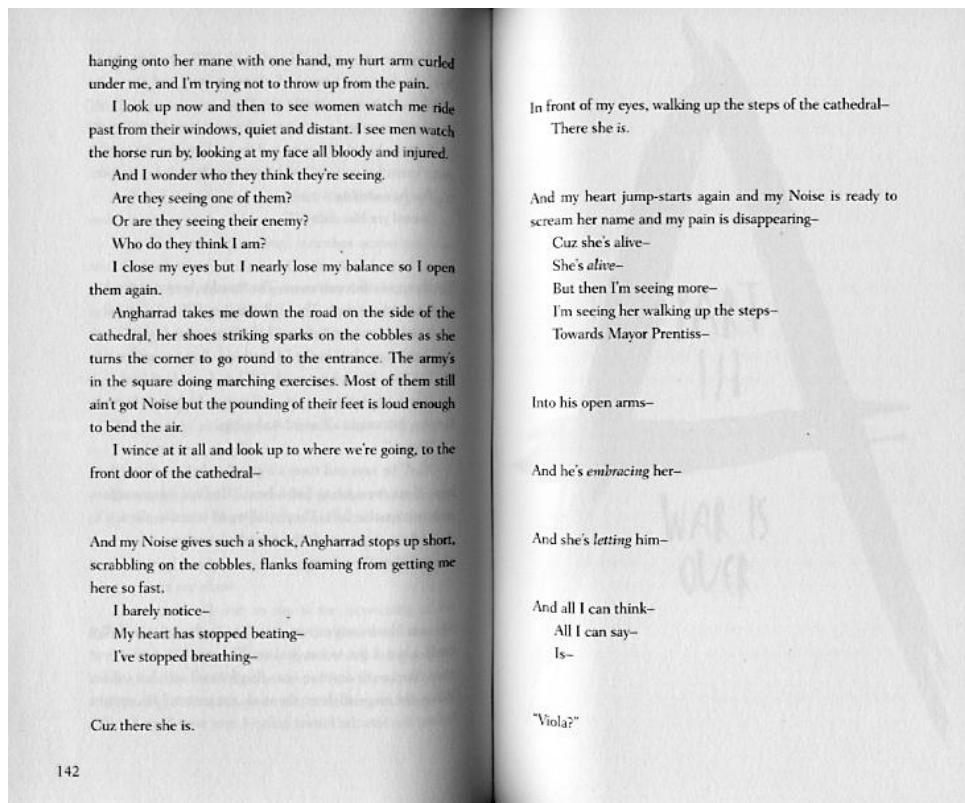 hanging onto her mane with one hand, my hurt arm curled
under me, and I'm trying not to throw up from the pain.
I look up now and then to see women watch me ride
past from their windows, quiet and distant. I see men watch
the horse run by, looking at my face all bloody and injured.
And I wonder who they think they're seeing.
Are they seeing one of them?
Or are they seeing their enemy?
Who do they think I am?
I close my eyes but I nearly lose my balance so I open
them again.
Angharrad takes me down the road on the side of the
cathedral, her shoes striking sparks on the cobbles as she
turns the corner to go round to the entrance. The army's
in the square doing marching exercises. Most of them still
ain't got Noise but the pounding of their feet is loud enough
to bend the air.
I wince at it all and look up to where we're going, to the
front door of the cathedral–
And my Noise gives such a shock, Angharrad stops up short,
scrabbling on the cobbles, flanks foaming from getting me
here so fast.
I barely notice–
My heart has stopped beating–
I've stopped breathing–
Cuz there she is.
142
In front of my eyes, walking up the steps of the cathedral–
There she is.
And my heart jump-starts again and my Noise is ready to
scream her name and my pain is disappearing–
Cuz she's alive–
She's alive–
But then I'm seeing more–
I'm seeing her walking up the steps–
Towards Mayor Prentiss–
Into his open arms–
And he's embracing her–
And she's letting him–
And all I can think–
All I can say–
Is–
"Viola?"
PART
III
WAR IS
OVER